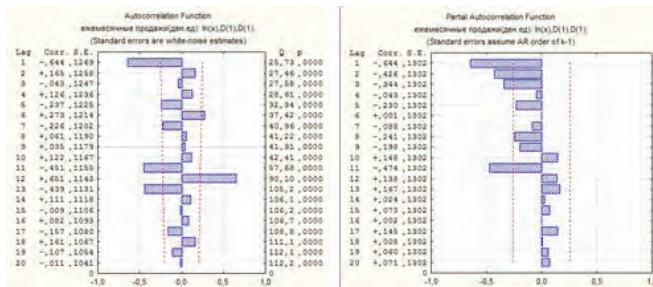 Autocorrelation Function
ежемесячные продажи(ден.ед): ln(x),D(1),D(1);
(Standard errors are white-noise estimates)
Lag Corr. S.E. Q p
1 -,644 ,1269 25,73 ,0000
2 +,165 ,1258 27,46 ,0000
3 -,043 ,1247 27,58 ,0000
4 +,126 ,1236 28,61 ,0000
5 -,237 ,1225 32,34 ,0000
6 +,273 ,1214 37,42 ,0000
7 -,226 ,1202 40,96 ,0000
8 +,061 ,1190 41,22 ,0000
9 +,035 ,1179 41,31 ,0000
10 +,122 ,1167 42,41 ,0000
11 -,451 ,1155 57,68 ,0000
12 +,651 ,1143 90,10 ,0000
13 -,439 ,1131 105,2 ,0000
14 +,111 ,1118 106,1 ,0000
15 -,009 ,1106 106,2 ,0000
16 +,082 ,1093 106,7 ,0000
17 -,157 ,1080 108,8 ,0000
18 +,161 ,1067 111,1 ,0000
19 -,107 ,1054 112,1 ,0000
20 -,011 ,1041 112,2 ,0000
0 0
-1,0 -0,5 0,0 0,5 1,0
Partial Autocorrelation Function
ежемесячные продажи(ден.ед): ln(x),D(1),D(1);
(Standard errors assume AR order of k-1)
Lag Corr. S.E.
1 -,644 ,1302
2 -,426 ,1302
3 -,344 ,1302
4 -,043 ,1302
5 -,230 ,1302
6 +,001 ,1302
7 ,1302
8 -,241 ,1302
9 -,198 ,1302
10 +,148 ,1302
11 -,474 ,1302
12 +,138 ,1302
13 +,167 ,1302
14 +,024 ,1302
15 +,073 ,1302
16 +,002 ,1302
17 +,145 ,1302
18 ,1302
19 +,060 ,1302
20 +,071 ,1302
0 0
-1,0 -0,5 0,0 0,5 1,